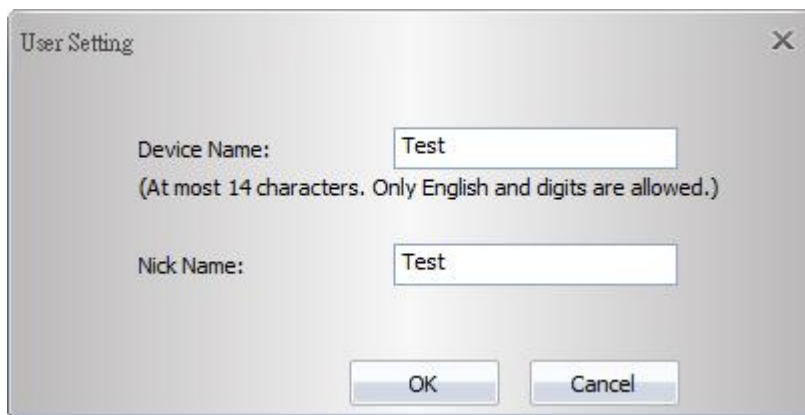 User Setting
Device Name: Test
(At most 14 characters. Only English and digits are allowed.)
Nick Name: Test
OK Cancel